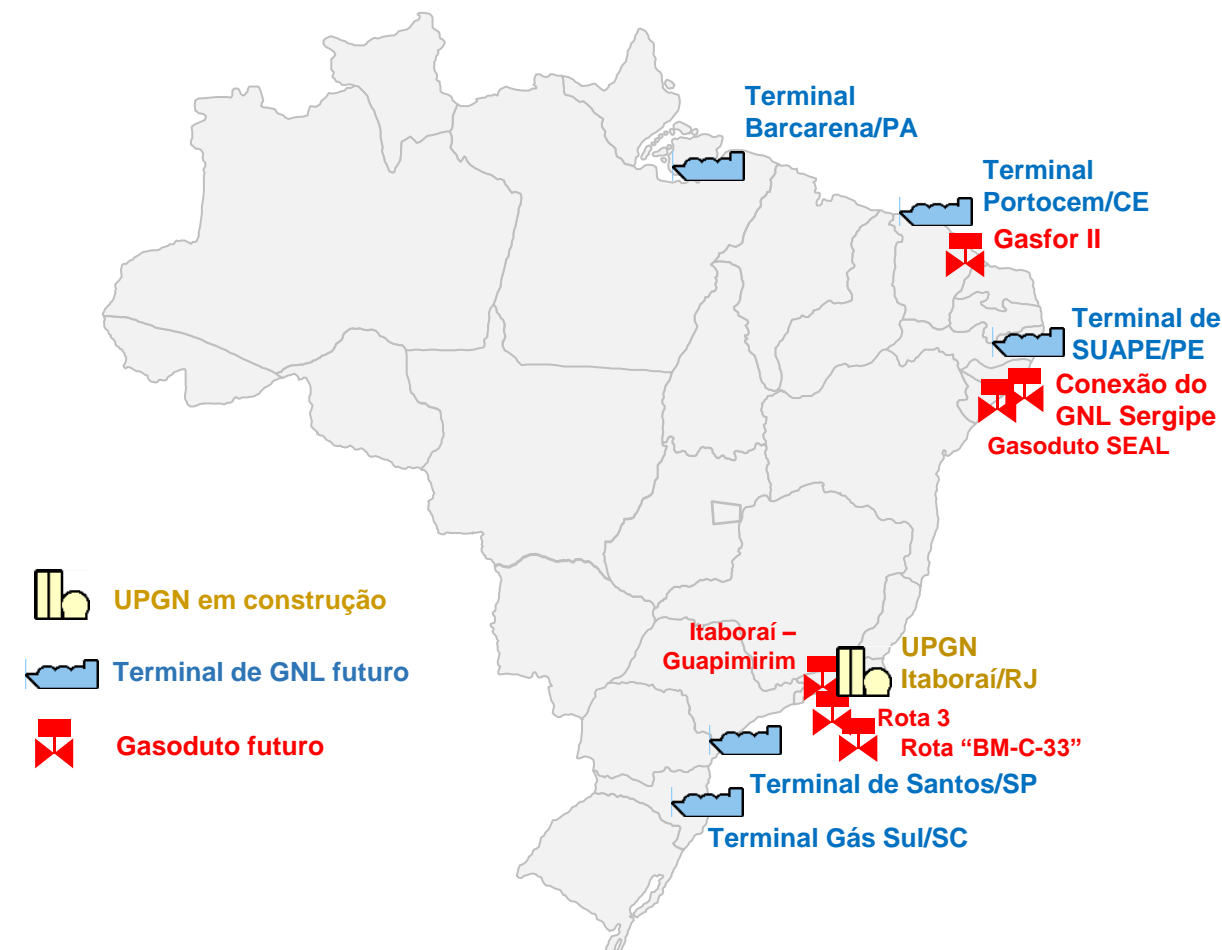 Terminal
Barcarena/PA
Terminal
Portocem/CE
Gasfor II
Terminal de
SUAPE/PE
Conexão do
GNL Sergipe
Gasoduto SEAL
UPGN em construção
Terminal de GNL futuro
Gasoduto futuro
Itaboraí –
Guapimirim
UPGN
Itaboraí/RJ
Rota 3
Rota “BM-C-33”
Terminal de Santos/SP
Terminal Gás Sul/SC